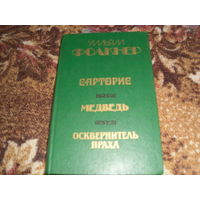 УИЛЬЯМ
ФОЛКНЕР
САРТОРИС
МЕДВЕДЬ
ОСКВЕРНИТЕЛЬ
ПРАХА